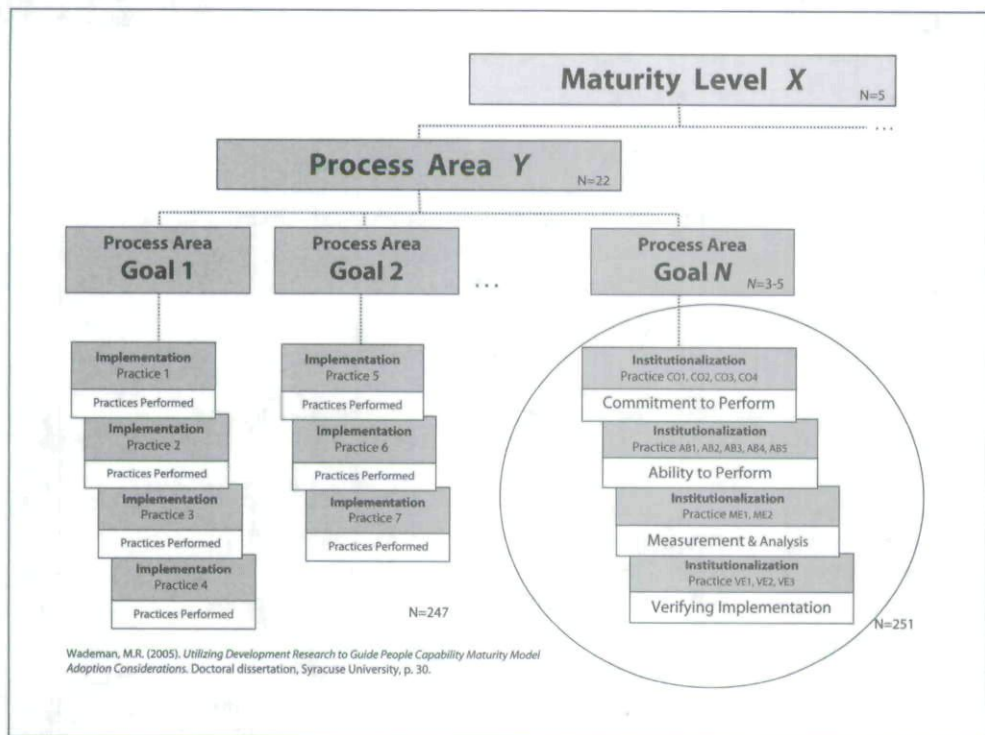 Maturity Level X
N=5
...
Process Area Y
N=22
Process Area
Goal 1
Process Area
Goal 2
...
Process Area
Goal N
N=3-5
Implementation
Practice 1
Practices Performed
Implementation
Practice 2
Practices Performed
Implementation
Practice 3
Practices Performed
Implementation
Practice 4
Practices Performed
Implementation
Practice 5
Practices Performed
Implementation
Practice 6
Practices Performed
Implementation
Practice 7
Practices Performed
N=247
Institutionalization
Practice CO1, CO2, CO3, CO4
Commitment to Perform
Institutionalization
Practice AB1, AB2, AB3, AB4, AB5
Ability to Perform
Institutionalization
Practice ME1, ME2
Measurement & Analysis
Institutionalization
Practice VE1, VE2, VE3
Verifying Implementation
N=251
Wademan, M.R. (2005). Utilizing Development Research to Guide People Capability Maturity Model
Adoption Considerations. Doctoral dissertation, Syracuse University, p. 30.